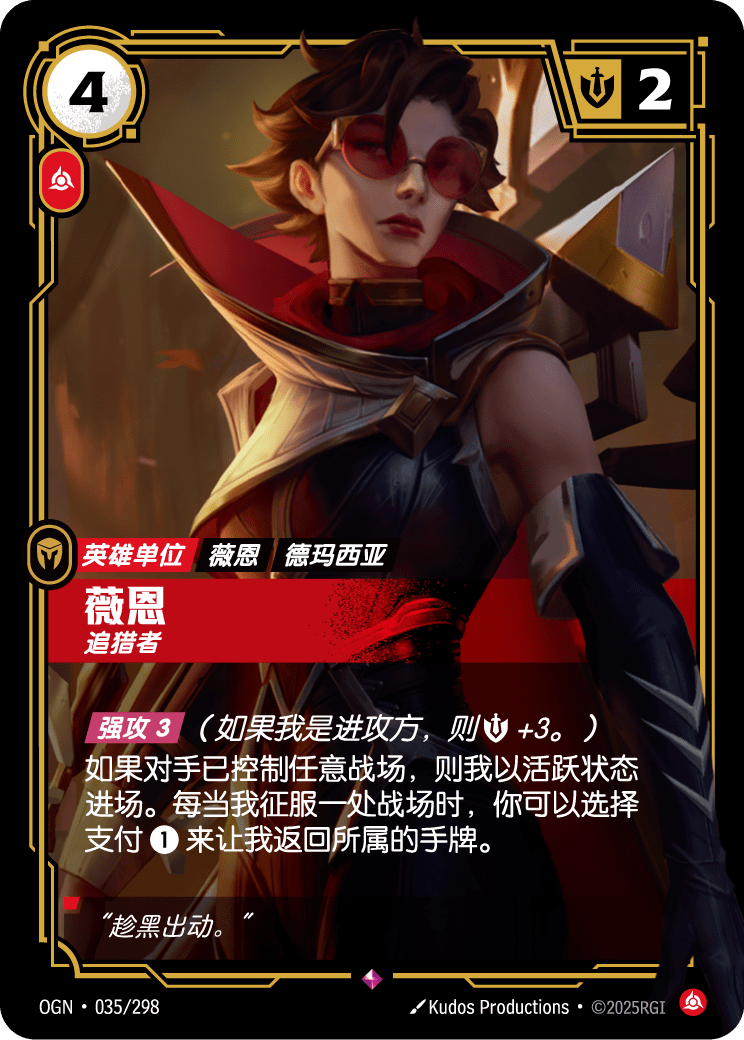 4
2
英雄单位 薇恩 德玛西亚
薇恩
追猎者
强攻 3（如果我是进攻方，则 +3。）
如果对手已控制任意战场，则我以活跃状态
进场。每当我征服一处战场时，你可以选择
支付 1 来让我返回所属的手牌。
“趁黑出动。”
OGN • 035/298
Kudos Productions • ©2025RGI